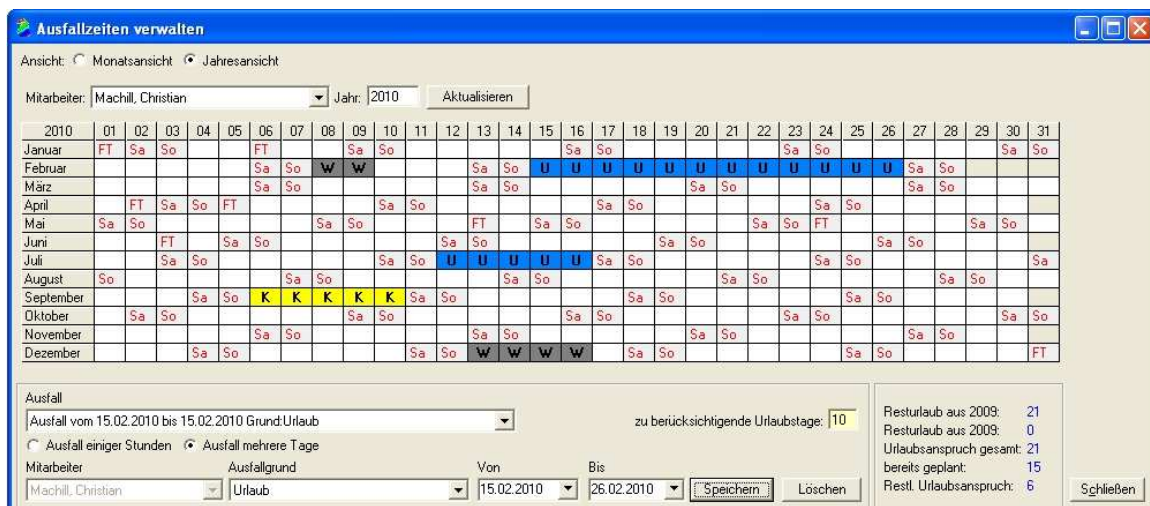 Ausfallzeiten verwalten
Ansicht: Monatsansicht Jahresansicht
Mitarbeiter: Machill, Christian Jahr: 2010 Aktualisieren
2010 01 02 03 04 05 06 07 08 09 10 11 12 13 14 15 16 17 18 19 20 21 22 23 24 25 26 27 28 29 30 31
Januar FT Sa So FT Sa So Sa So Sa So Sa So
Februar Sa So W W Sa So U U U U U U U U U U U U Sa So
März Sa So Sa So Sa So Sa So
April FT Sa So FT Sa So Sa So Sa So
Mai Sa So Sa So FT Sa So Sa So FT Sa So
Juni FT Sa So Sa So Sa So Sa So
Juli Sa So Sa So U U U U U Sa So Sa So Sa
August So Sa So Sa So Sa So Sa So
September Sa So K K K K K Sa So Sa So Sa So
Oktober Sa So Sa So Sa So Sa So Sa So
November Sa So Sa So Sa So Sa So
Dezember Sa So Sa So W W W W Sa So Sa So FT
Ausfall
Ausfall vom 15.02.2010 bis 15.02.2010 Grund:Urlaub zu berücksichtigende Urlaubstage: 10
Ausfall einiger Stunden Ausfall mehrere Tage
Mitarbeiter Ausfallgrund Von Bis
Machill, Christian Urlaub 15.02.2010 26.02.2010 Speichern Löschen
Resturlaub aus 2009: 21
Resturlaub aus 2009: 0
Urlaubsanspruch gesamt: 21
bereits geplant: 15
Restl. Urlaubsanspruch: 6
Schließen